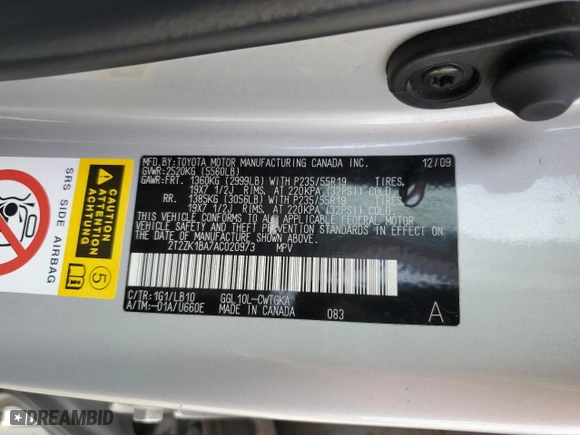 MFD.BY:TOYOTA MOTOR MANUFACTURING CANADA INC. 12/09
GVWR:2520KG (5560LB)
GAWR:FRT. 1360KG (2999LB) WITH P235/55R19 TIRES,
19X7 1/2J RIMS, AT 220KPA (32PSI) COLD
RR. 1385KG (3056LB) WITH P235/55R19 TIRES,
19X7 1/2J RIMS, AT 220KPA (32PSI) COLD
THIS VEHICLE CONFORMS TO ALL APPLICABLE FEDERAL MOTOR
VEHICLE SAFETY AND THEFT PREVENTION STANDARDS IN EFFECT ON
THE DATE OF MANUFACTURE SHOWN ABOVE.
2T2ZK1BA7AC020973 MPV
C/TR:1G1/LB10 GGL10L-CWTGKA
A/TM:-01A/U660E MADE IN CANADA 083 A
SRS SIDE AIRBAG
CAUTION
ATTENTION
ACHTUNG
5
DREAMBID